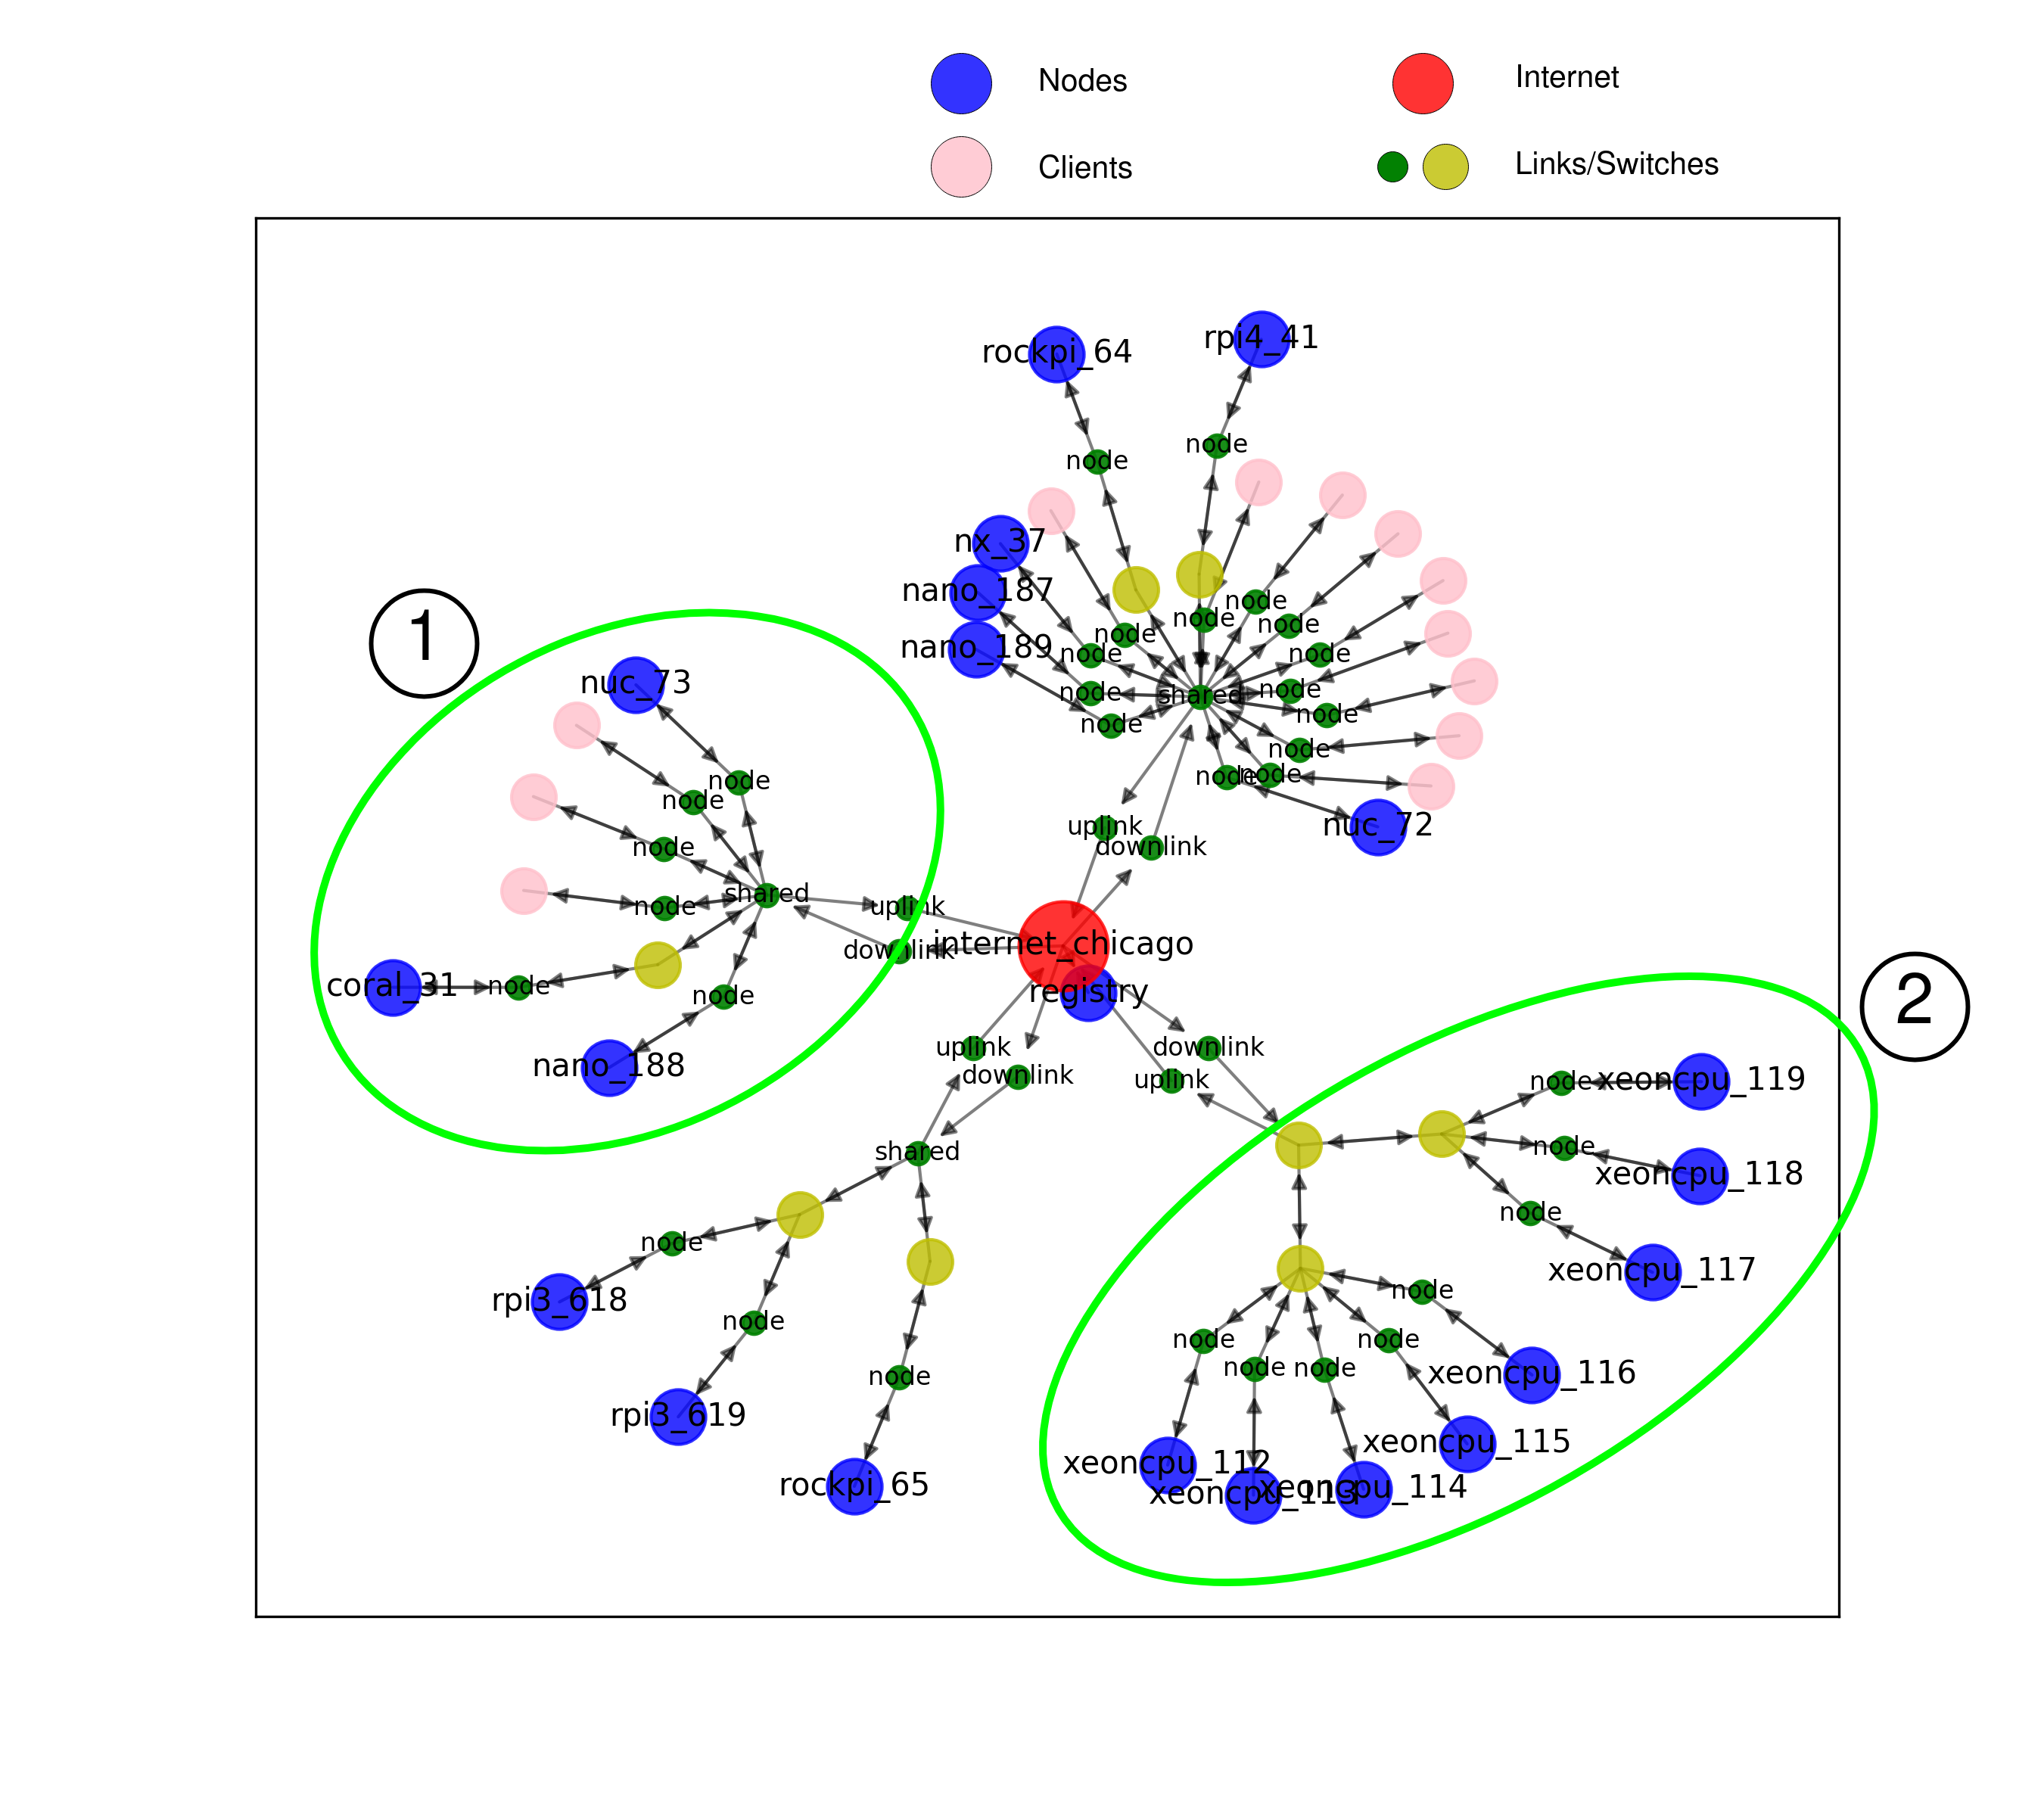 Nodes
Internet
Clients
Links/Switches
rpi4_41
rockpi_64
node
node
nx_37
nano_187
node
node
node
node
1
nano_189
node
node
nuc_73
node
node
shared
node
node
node
node
node
node
node
node
uplink
nuc_72
downlink
node
shared
uplink
internet_chicago
downlink
node
coral_31
node
registry
node
2
uplink
downlink
nano_188
downlink
uplink
node
xeoncpu_119
shared
node
xeoncpu_118
node
node
xeoncpu_117
node
rpi3_618
node
node
node
node
node
node
xeoncpu_116
rpi3_619
xeoncpu_115
xeoncpu_112
rockpi_65
xeoncpu_113
xeoncpu_114